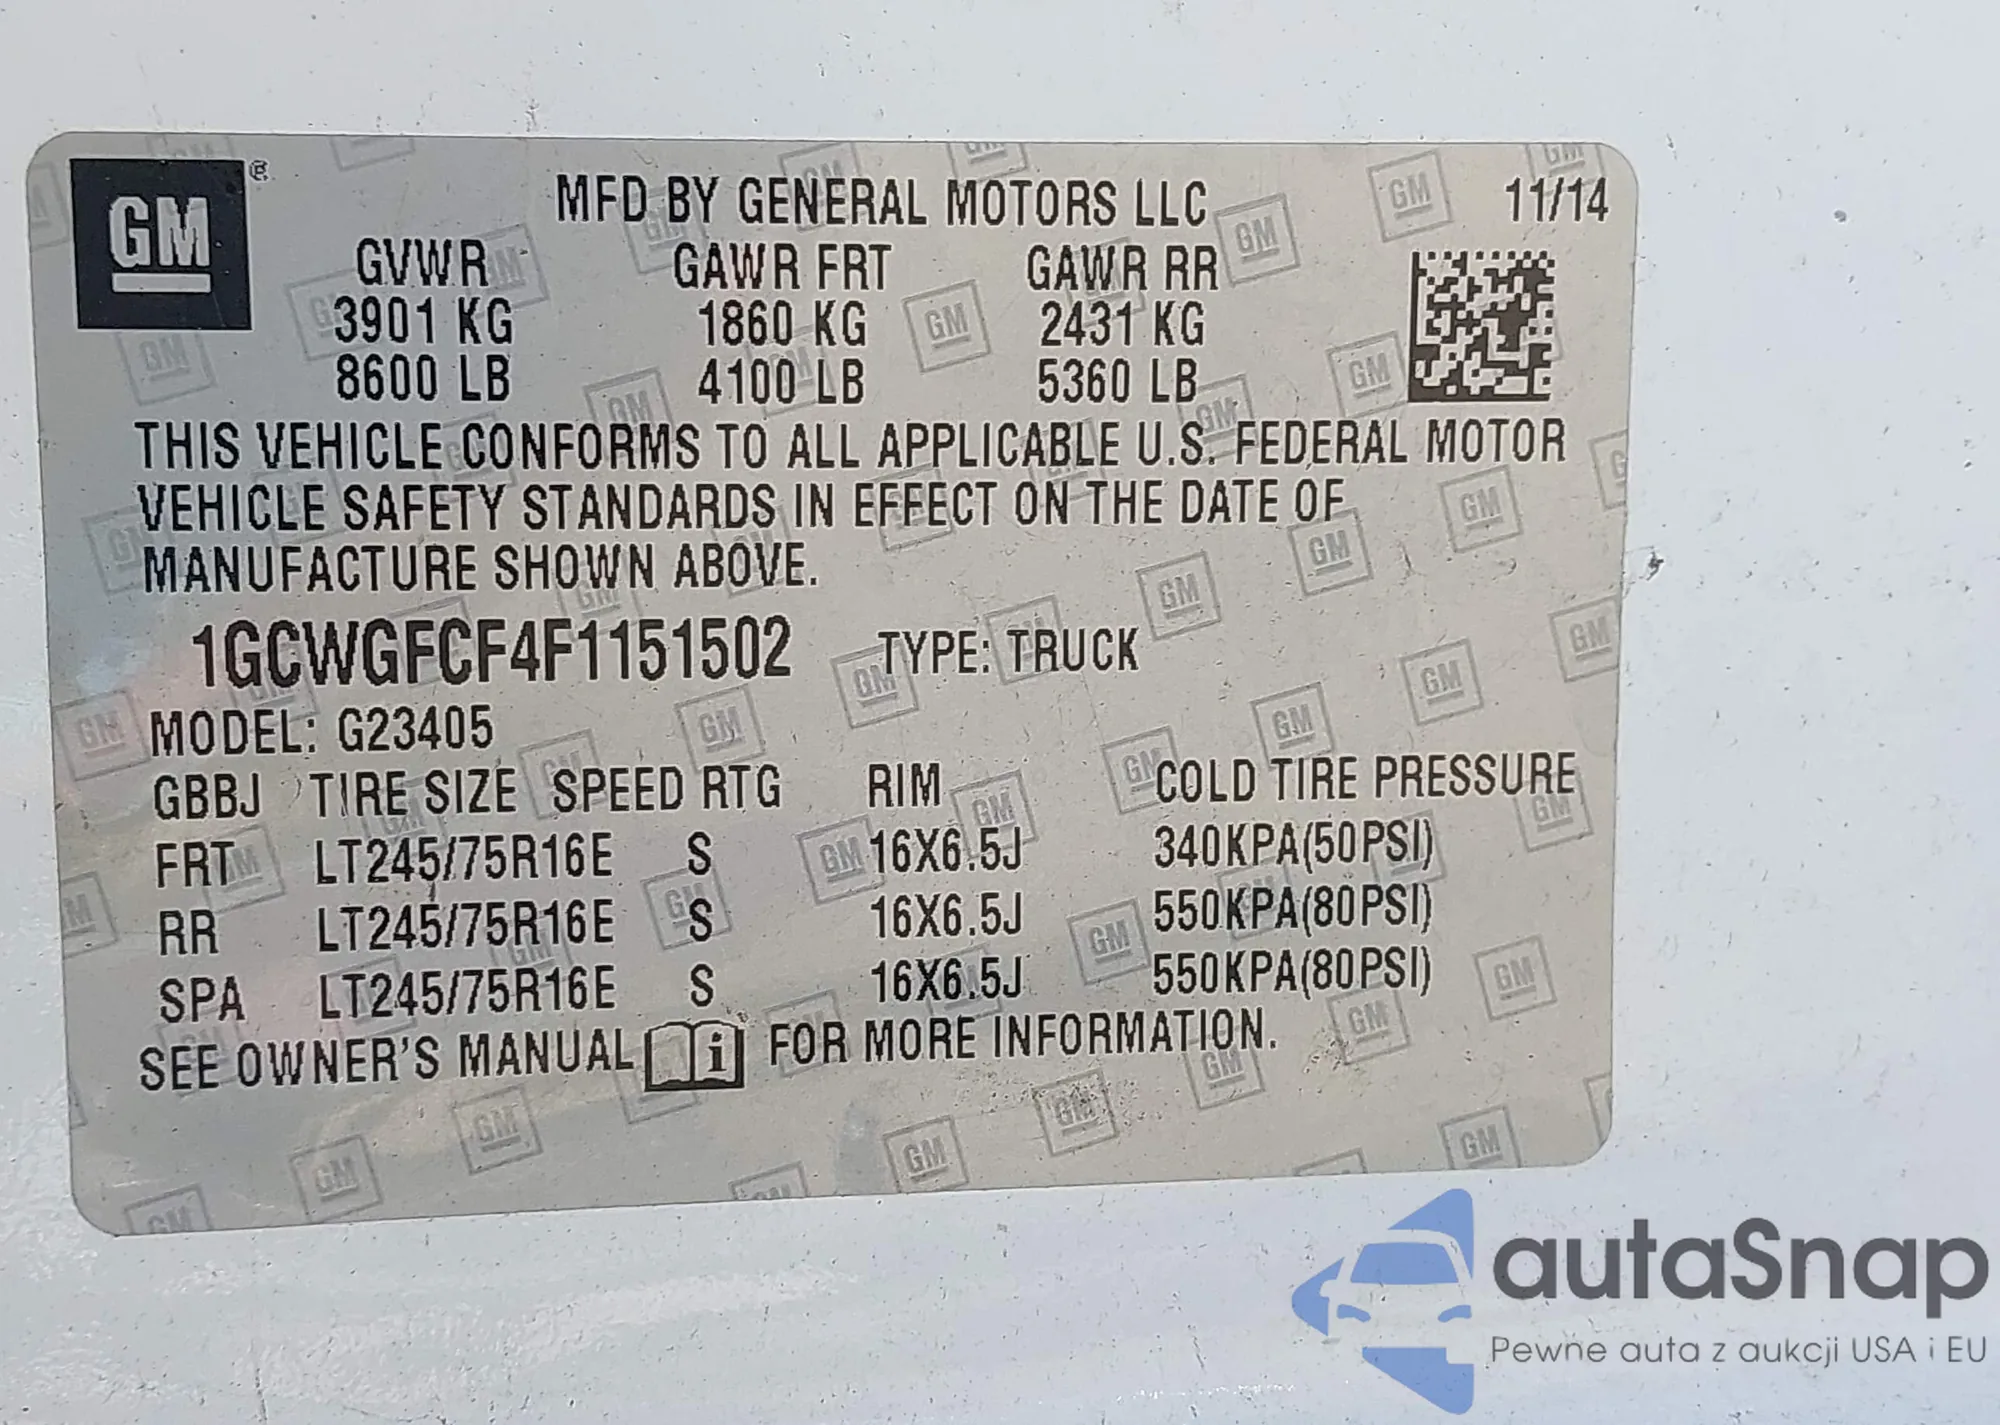 GM ®
MFD BY GENERAL MOTORS LLC 11/14
GVWR GAWR FRT GAWR RR
3901 KG 1860 KG 2431 KG
8600 LB 4100 LB 5360 LB
THIS VEHICLE CONFORMS TO ALL APPLICABLE U.S. FEDERAL MOTOR
VEHICLE SAFETY STANDARDS IN EFFECT ON THE DATE OF
MANUFACTURE SHOWN ABOVE.
1GCWGFCF4F1151502 TYPE: TRUCK
MODEL: G23405
GBBJ TIRE SIZE SPEED RTG RIM COLD TIRE PRESSURE
FRT LT245/75R16E S 16X6.5J 340KPA(50PSI)
RR LT245/75R16E S 16X6.5J 550KPA(80PSI)
SPA LT245/75R16E S 16X6.5J 550KPA(80PSI)
SEE OWNER'S MANUAL i FOR MORE INFORMATION.
autaSnap
Pewne auta z aukcji USA i EU